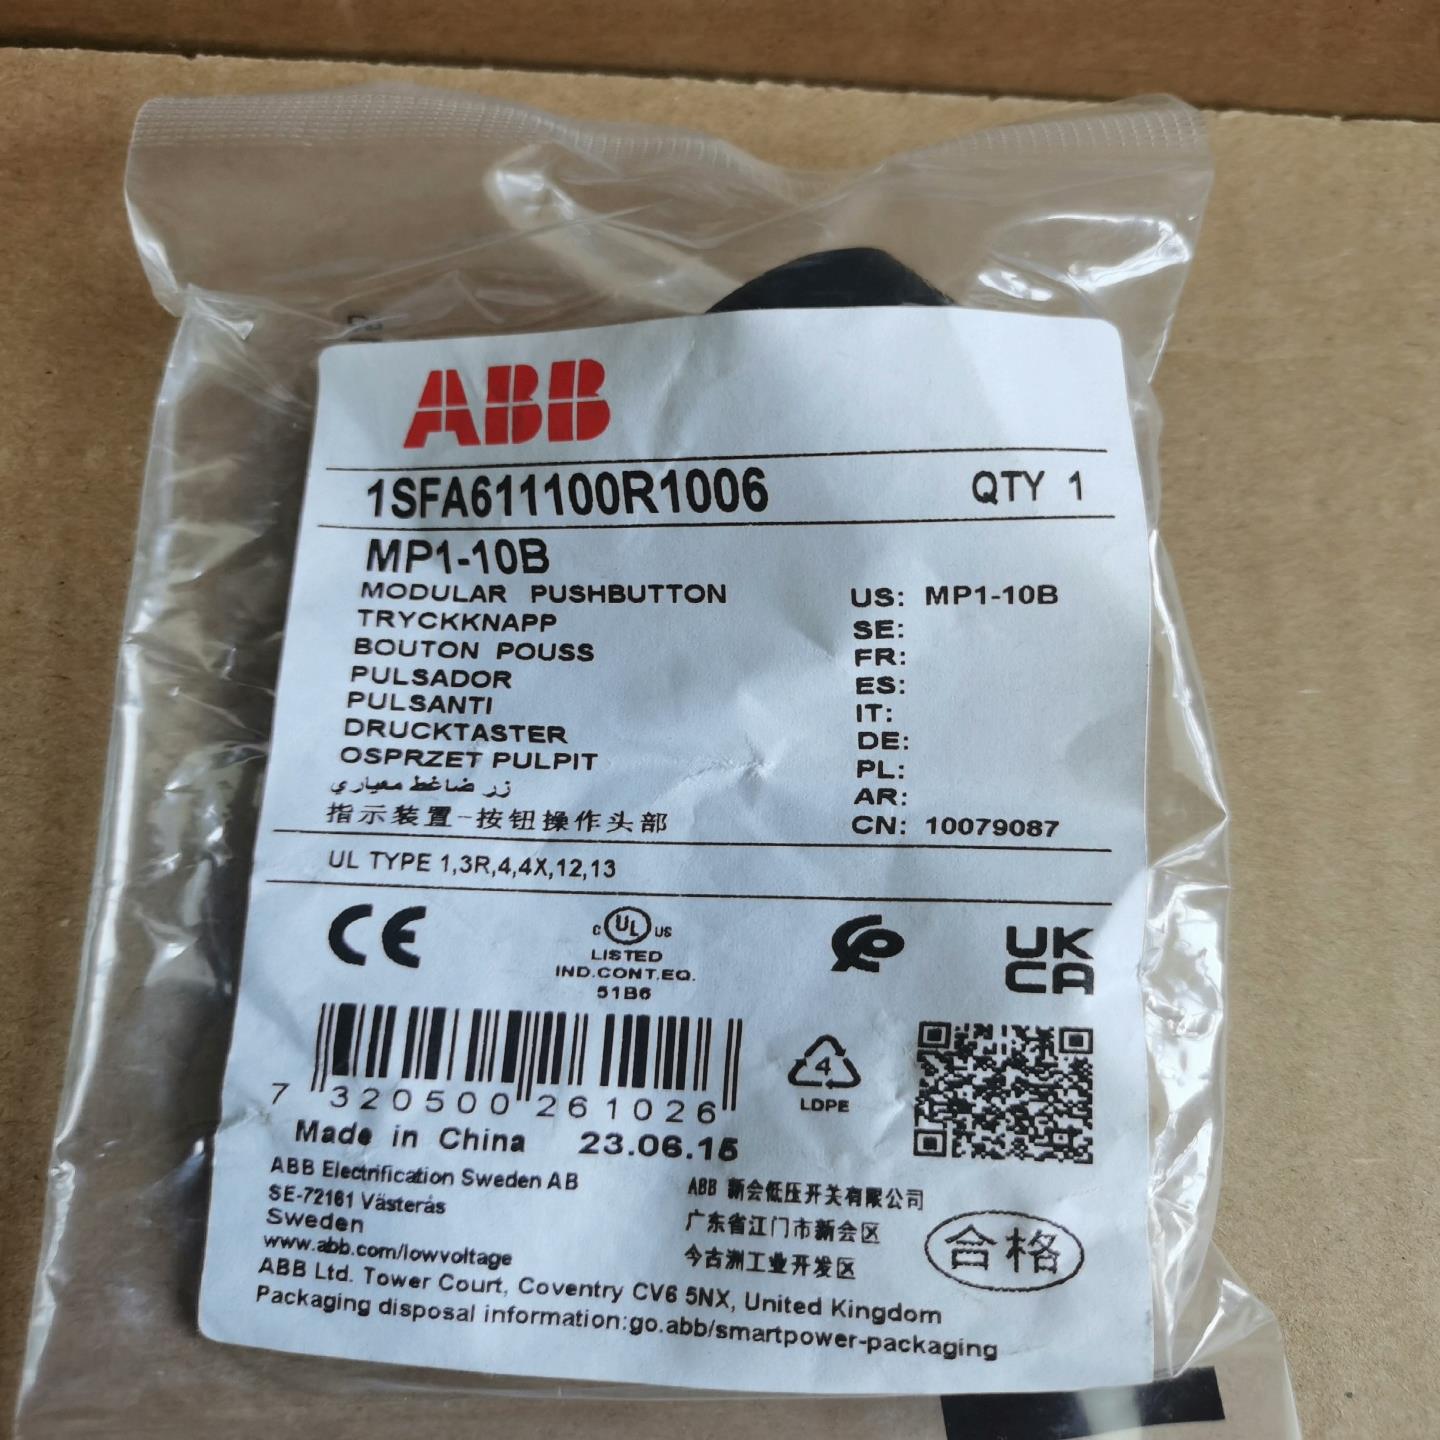 ABB
1SFA611100R1006 QTY 1
MP1-10B
MODULAR PUSHBUTTON US: MP1-10B
TRYCKKNAPP SE:
BOUTON POUSS FR:
PULSADOR ES:
PULSANTI IT:
DRUCKTASTER DE:
OSPRZET PULPIT PL:
زر ضاغط معياري AR:
指示装置-按钮操作头部 CN: 10079087
UL TYPE 1,3R,4,4X,12,13
CE
C UL US
LISTED
IND.CONT.EQ.
51B6
UK
CA
7 320500 261026
4
LDPE
Made in China 23.06.15
ABB Electrification Sweden AB
SE-72161 Västerås
Sweden
www.abb.com/lowvoltage
ABB 新会低压开关有限公司
广东省江门市新会区
今古洲工业开发区
合格
ABB Ltd. Tower Court, Coventry CV6 5NX, United Kingdom
Packaging disposal information:go.abb/smartpower-packaging